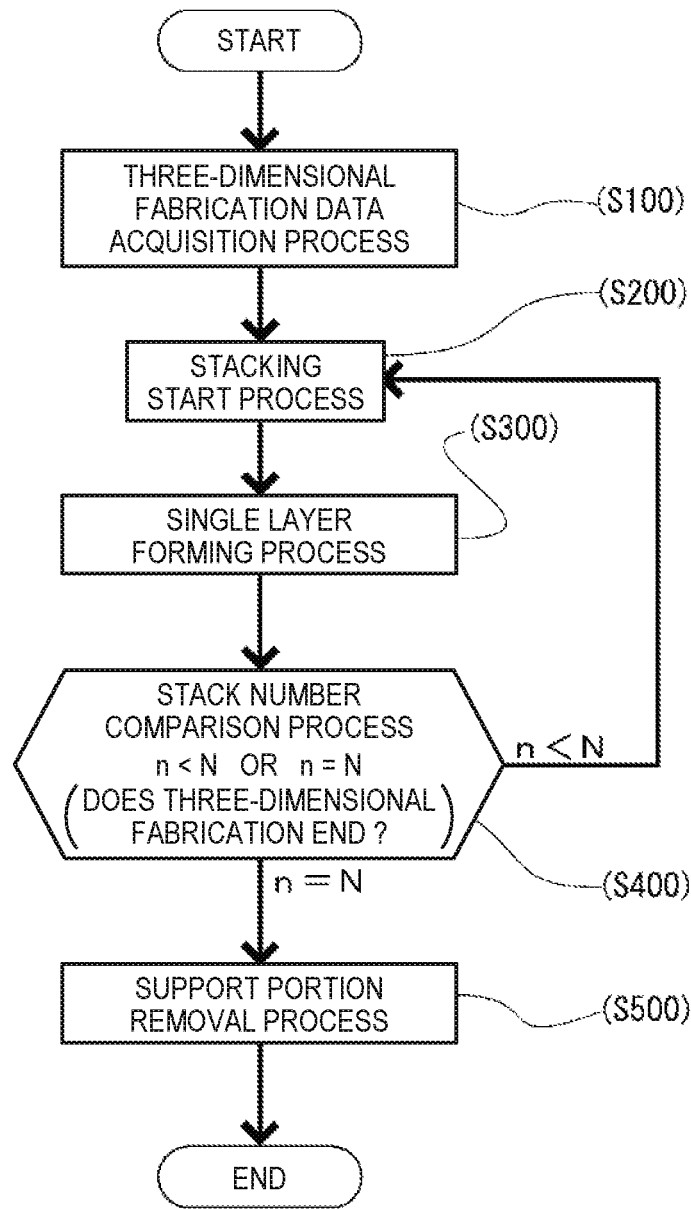 START
THREE-DIMENSIONAL
FABRICATION DATA
ACQUISITION PROCESS
(S100)
(S200)
STACKING
START PROCESS
(S300)
SINGLE LAYER
FORMING PROCESS
STACK NUMBER
COMPARISON PROCESS
n < N OR n = N
(DOES THREE-DIMENSIONAL
FABRICATION END ?)
n < N
(S400)
n = N
SUPPORT PORTION
REMOVAL PROCESS
(S500)
END